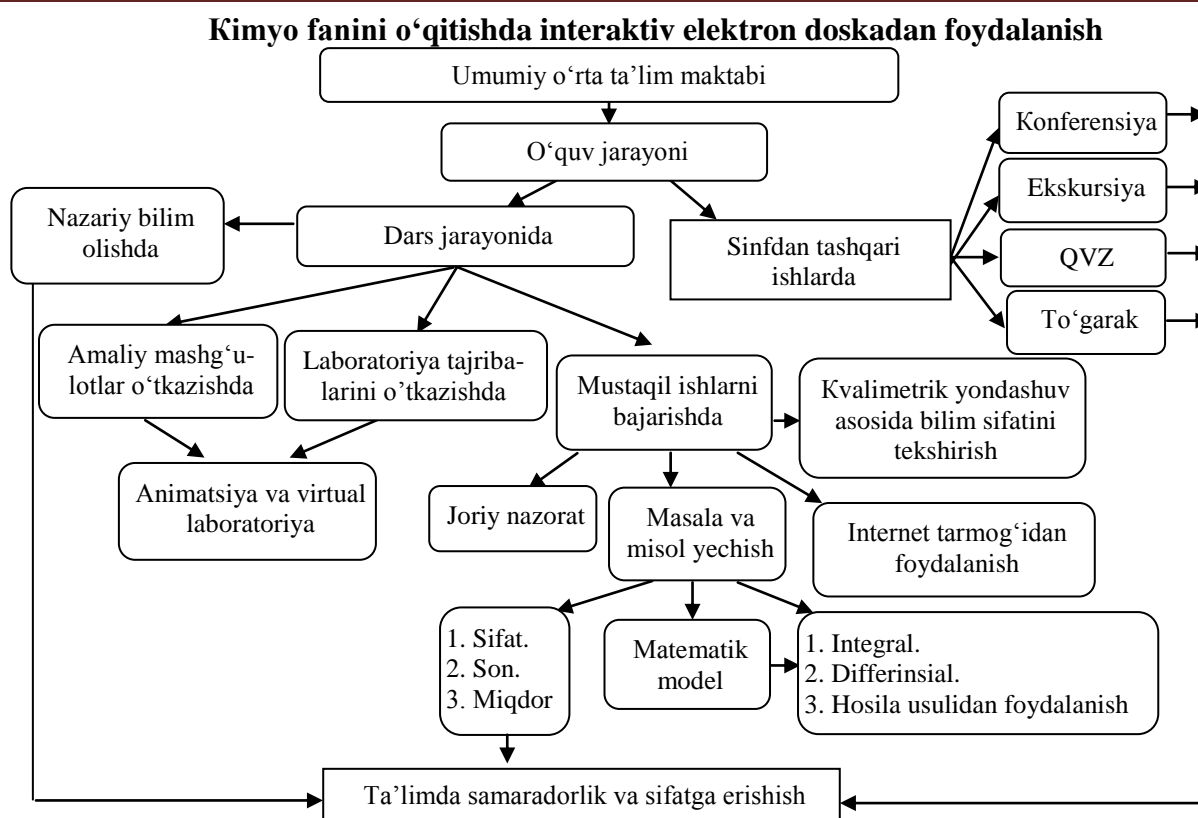 Kimyo fanini o‘qitishda interaktiv elektron doskadan foydalanish
Umumiy o‘rta ta’lim maktabi
O‘quv jarayoni
Konferensiya
Ekskursiya
QVZ
To‘garak
Nazariy bilim
olishda
Dars jarayonida
Sinfdan tashqari
ishlarda
Amaliy mashg‘u-
lotlar o‘tkazishda
Laboratoriya tajriba-
larini o’tkazishda
Mustaqil ishlarni
bajarishda
Kvalimetrik yondashuv
asosida bilim sifatini
tekshirish
Animatsiya va virtual
laboratoriya
Joriy nazorat
Masala va
misol yechish
Internet tarmog‘idan
foydalanish
1. Sifat.
2. Son.
3. Miqdor
Matematik
model
1. Integral.
2. Differinsial.
3. Hosila usulidan foydalanish
Ta’limda samaradorlik va sifatga erishish